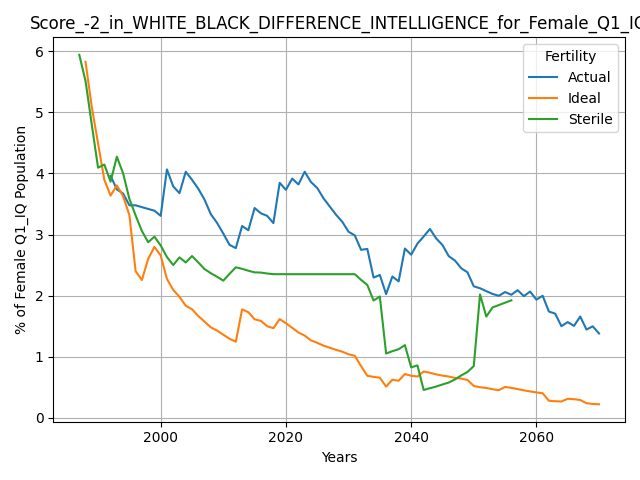 Score_-2_in_WHITE_BLACK_DIFFERENCE_INTELLIGENCE_for_Female_Q1_IQ
6
5
4
3
2
1
0
% of Female Q1_IQ Population
Fertility
Actual
Ideal
Sterile
2000 2020 2040 2060
Years